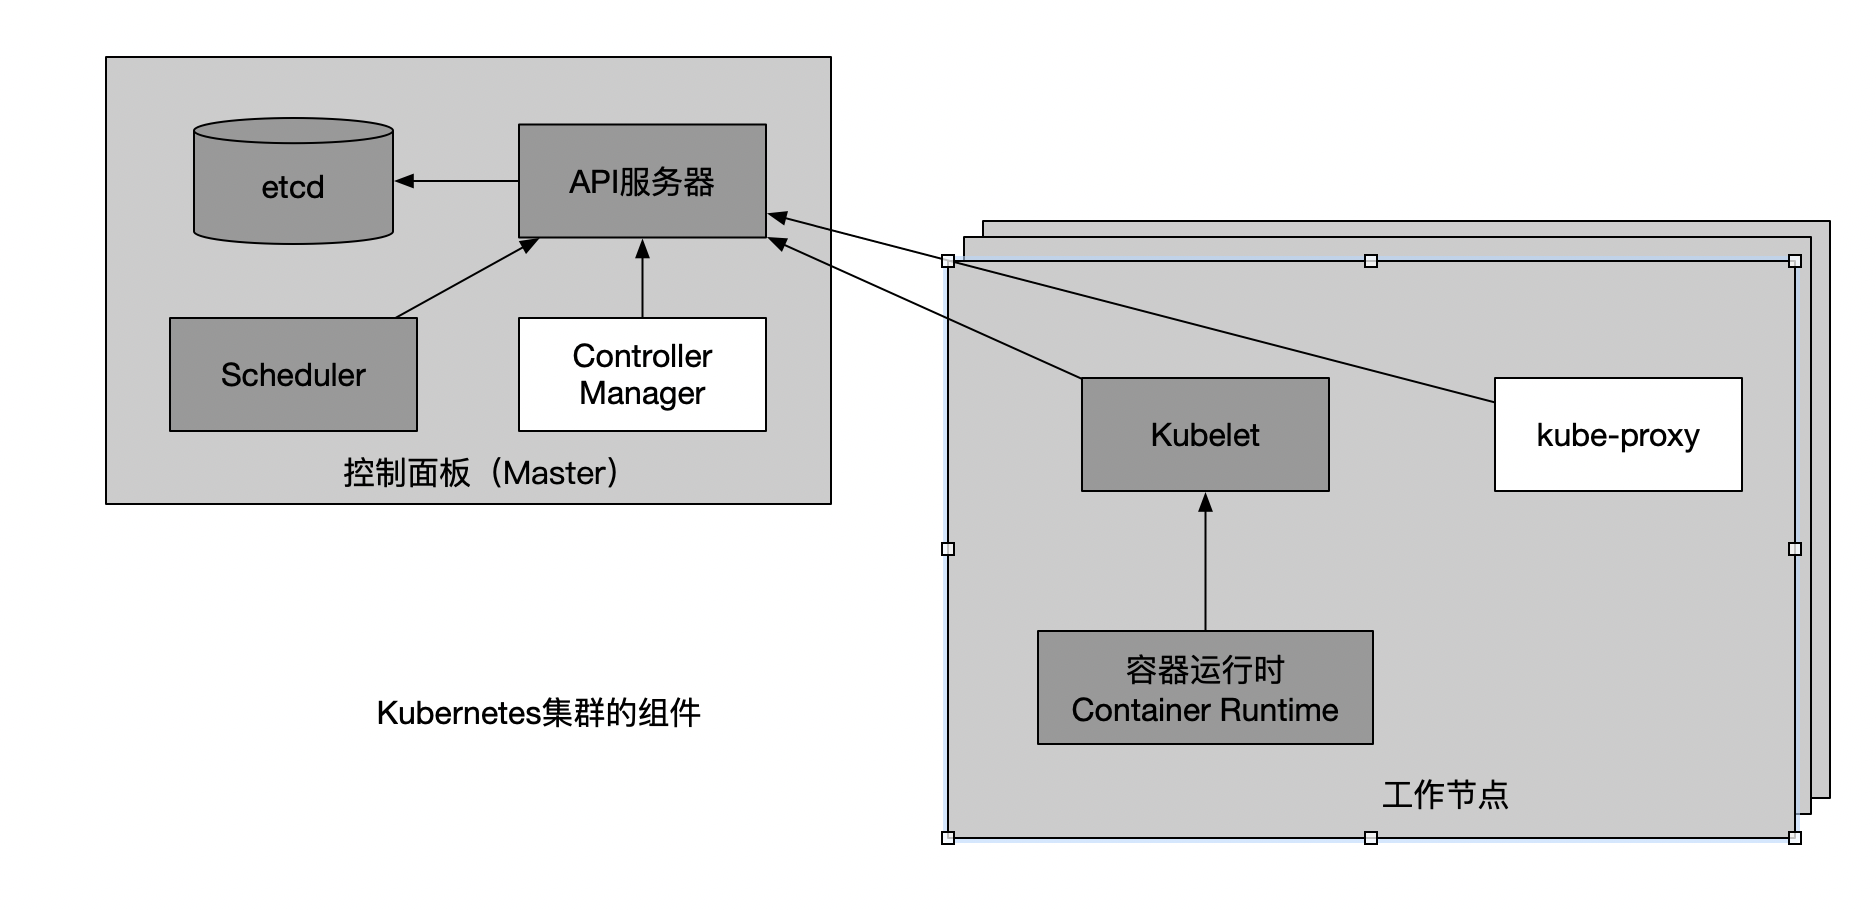 etcd
API服务器
Scheduler
Controller
Manager
控制面板（Master）
Kubelet
kube-proxy
容器运行时
Container Runtime
工作节点
Kubernetes集群的组件